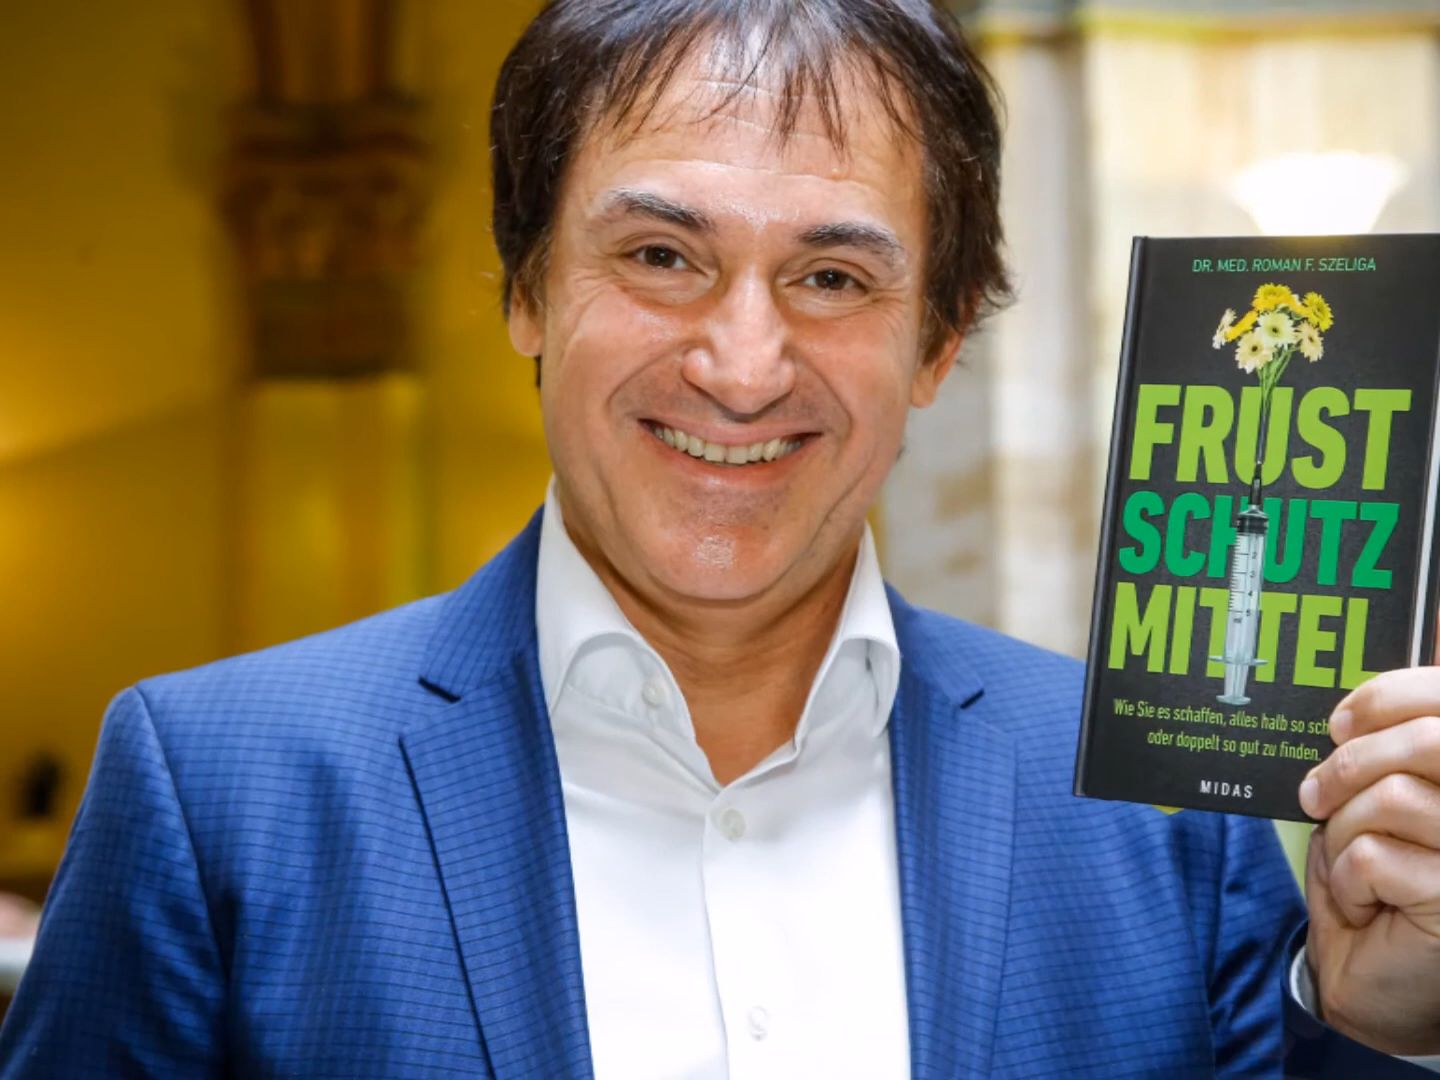 DR. MED. ROMAN F. SZELIGA
FRUST
SCHUTZ
MITTEL
Wie Sie es schaffen, alles halb so
oder doppelt so gut zu finden.
MIDAS